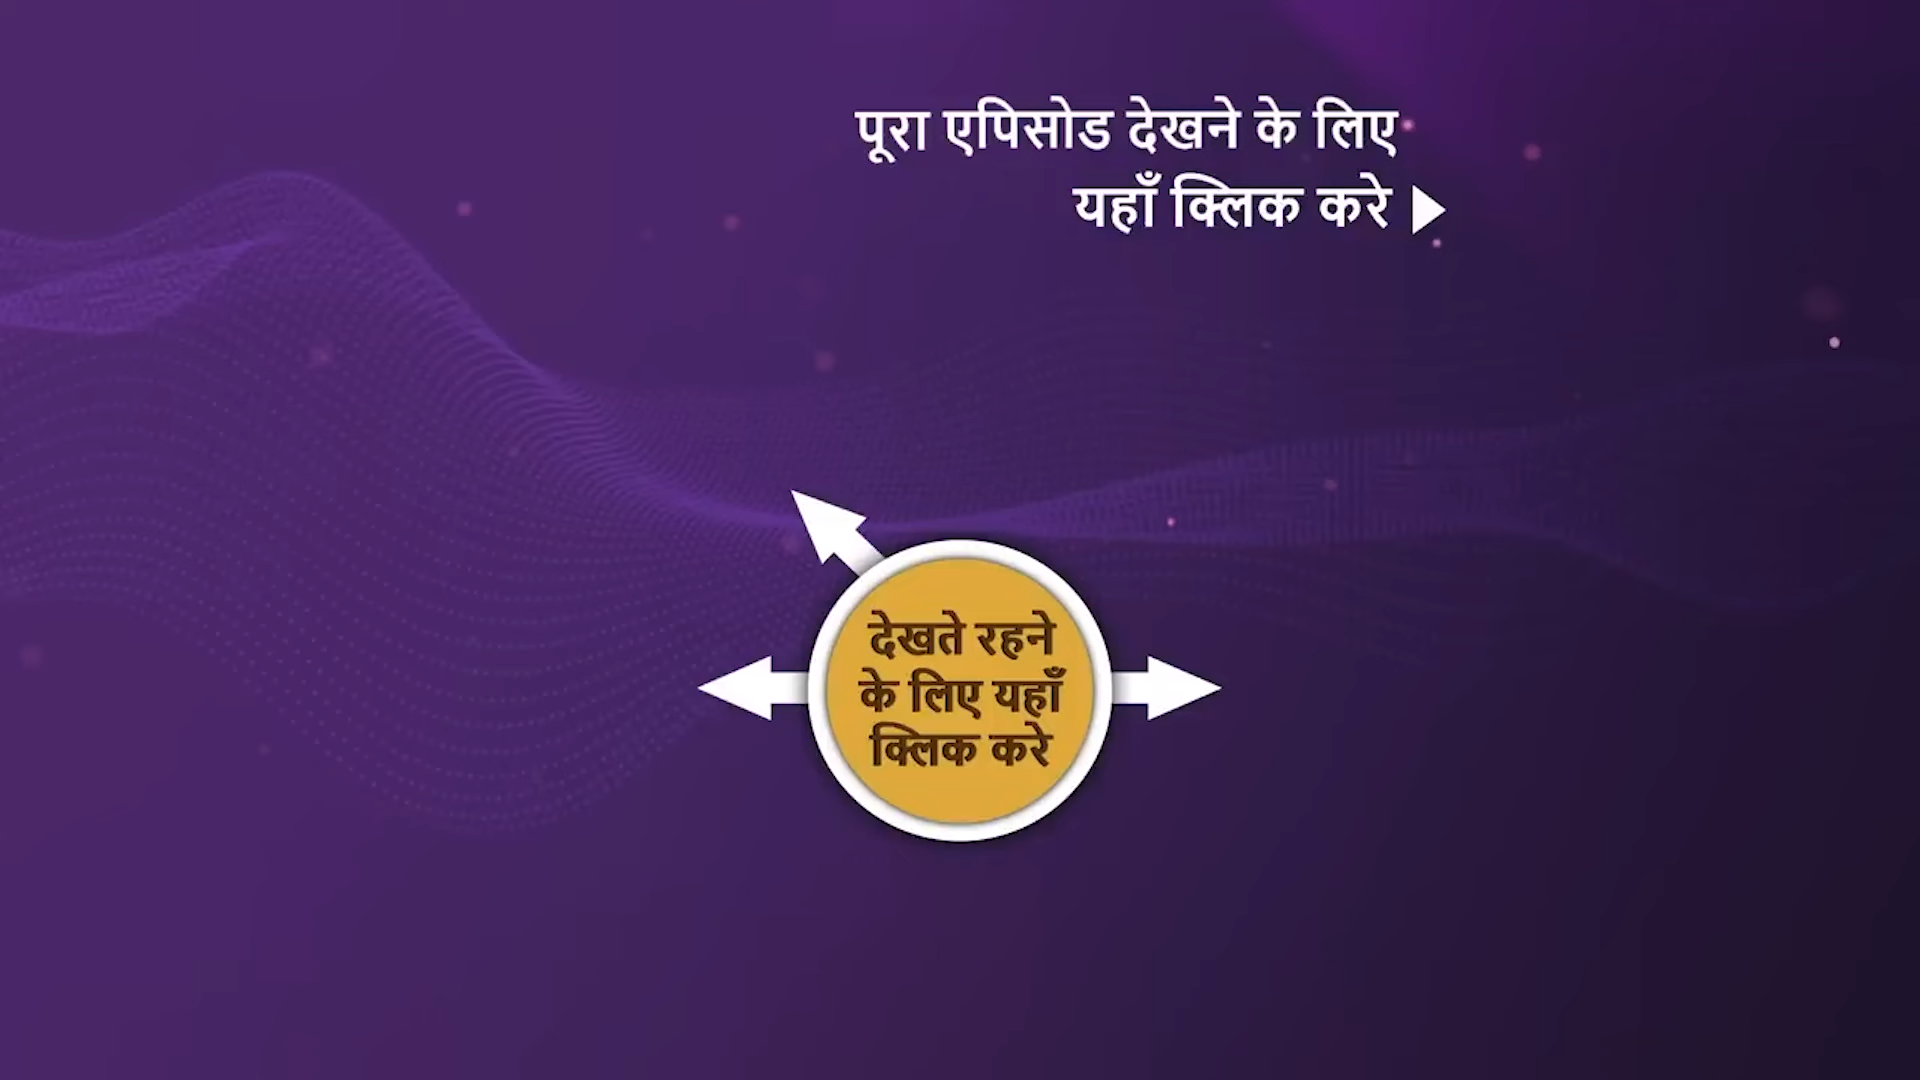 पूरा एपिसोड देखने के लिए
यहाँ क्लिक करे
देखते रहने
के लिए यहाँ
क्लिक करे